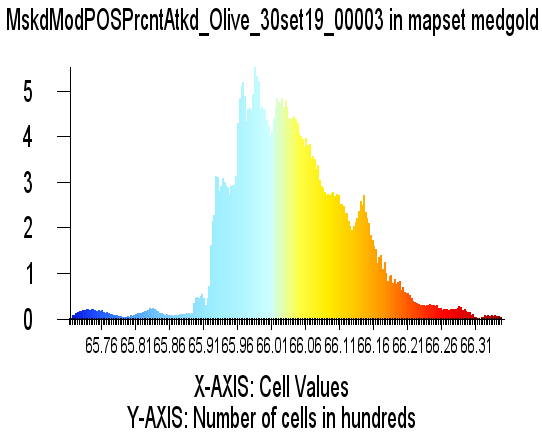 MskdModPOSPrcntAtkd_Olive_30set19_00003 in mapset medgold
5
4
3
2
1
0
65.76 65.81 65.86 65.91 65.96 66.01 66.06 66.11 66.16 66.21 66.26 66.31
X-AXIS: Cell Values
Y-AXIS: Number of cells in hundreds